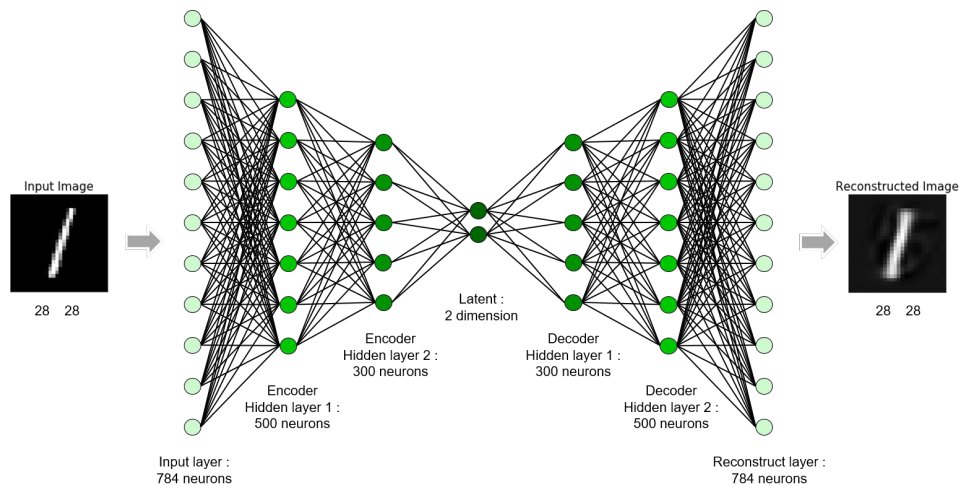 Input Image
28 28
Input layer :
784 neurons
Encoder
Hidden layer 1 :
500 neurons
Encoder
Hidden layer 2 :
300 neurons
Latent :
2 dimension
Decoder
Hidden layer 1 :
300 neurons
Decoder
Hidden layer 2 :
500 neurons
Reconstruct layer :
784 neurons
Reconstructed Image
28 28